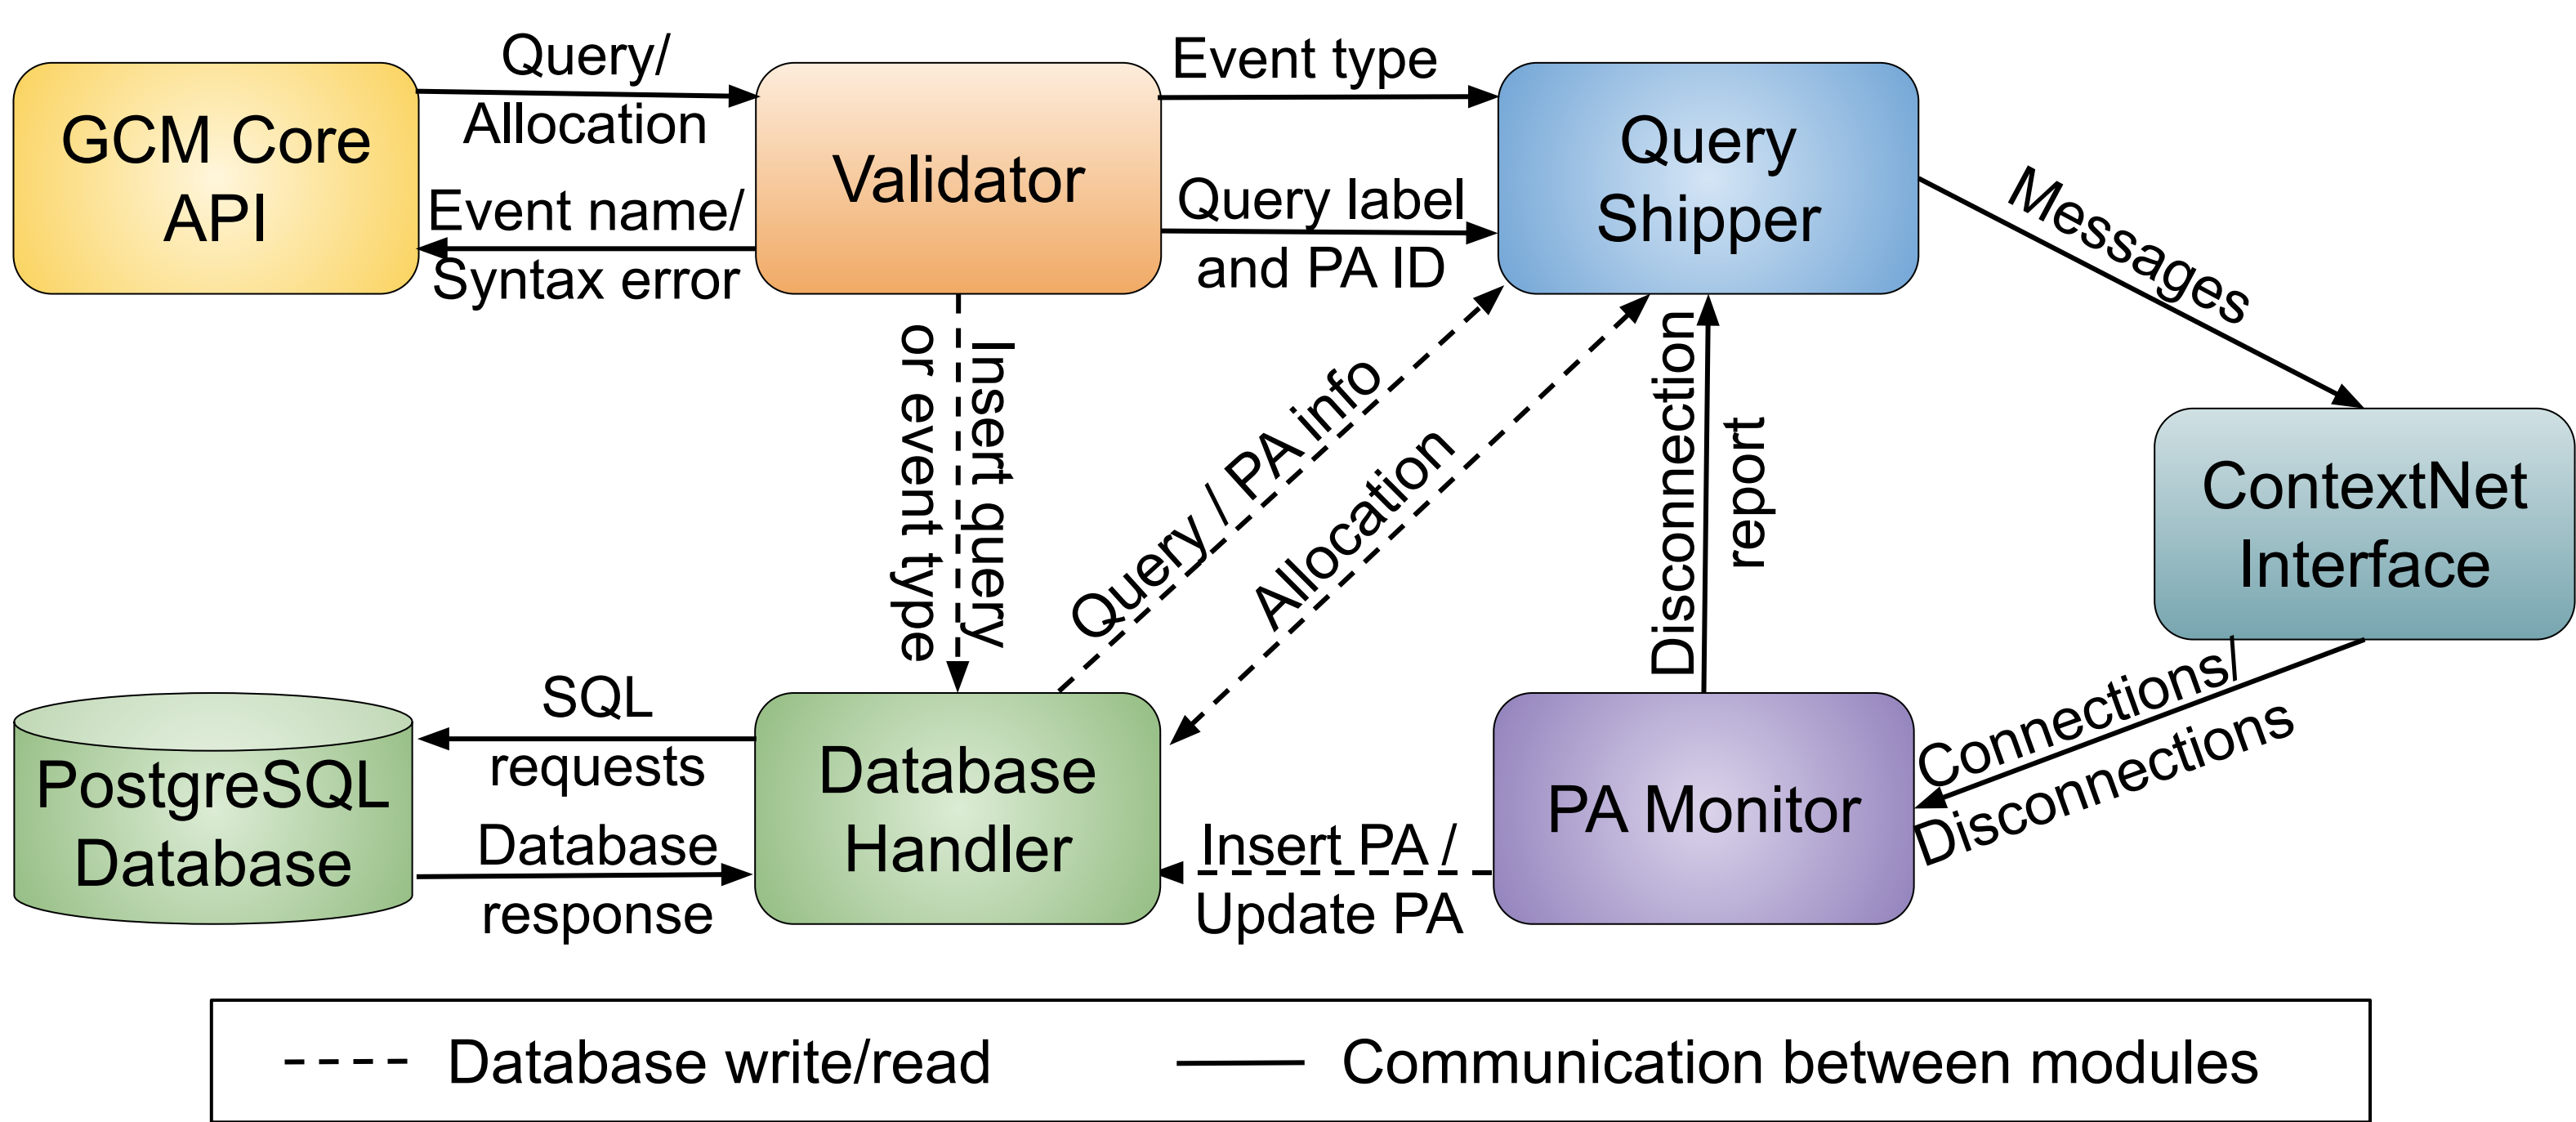 Query/
Allocation
Event type
GCM Core
API
Validator
Query
Shipper
Event name/
Syntax error
Query label
and PA ID
Messages
Insert query
or event type
Query / PA info
Allocation
Disconnection
report
ContextNet
Interface
Connections/
Disconnections
SQL
requests
PostgreSQL
Database
Database
Handler
PA Monitor
Database
response
Insert PA /
Update PA
Database write/read
Communication between modules